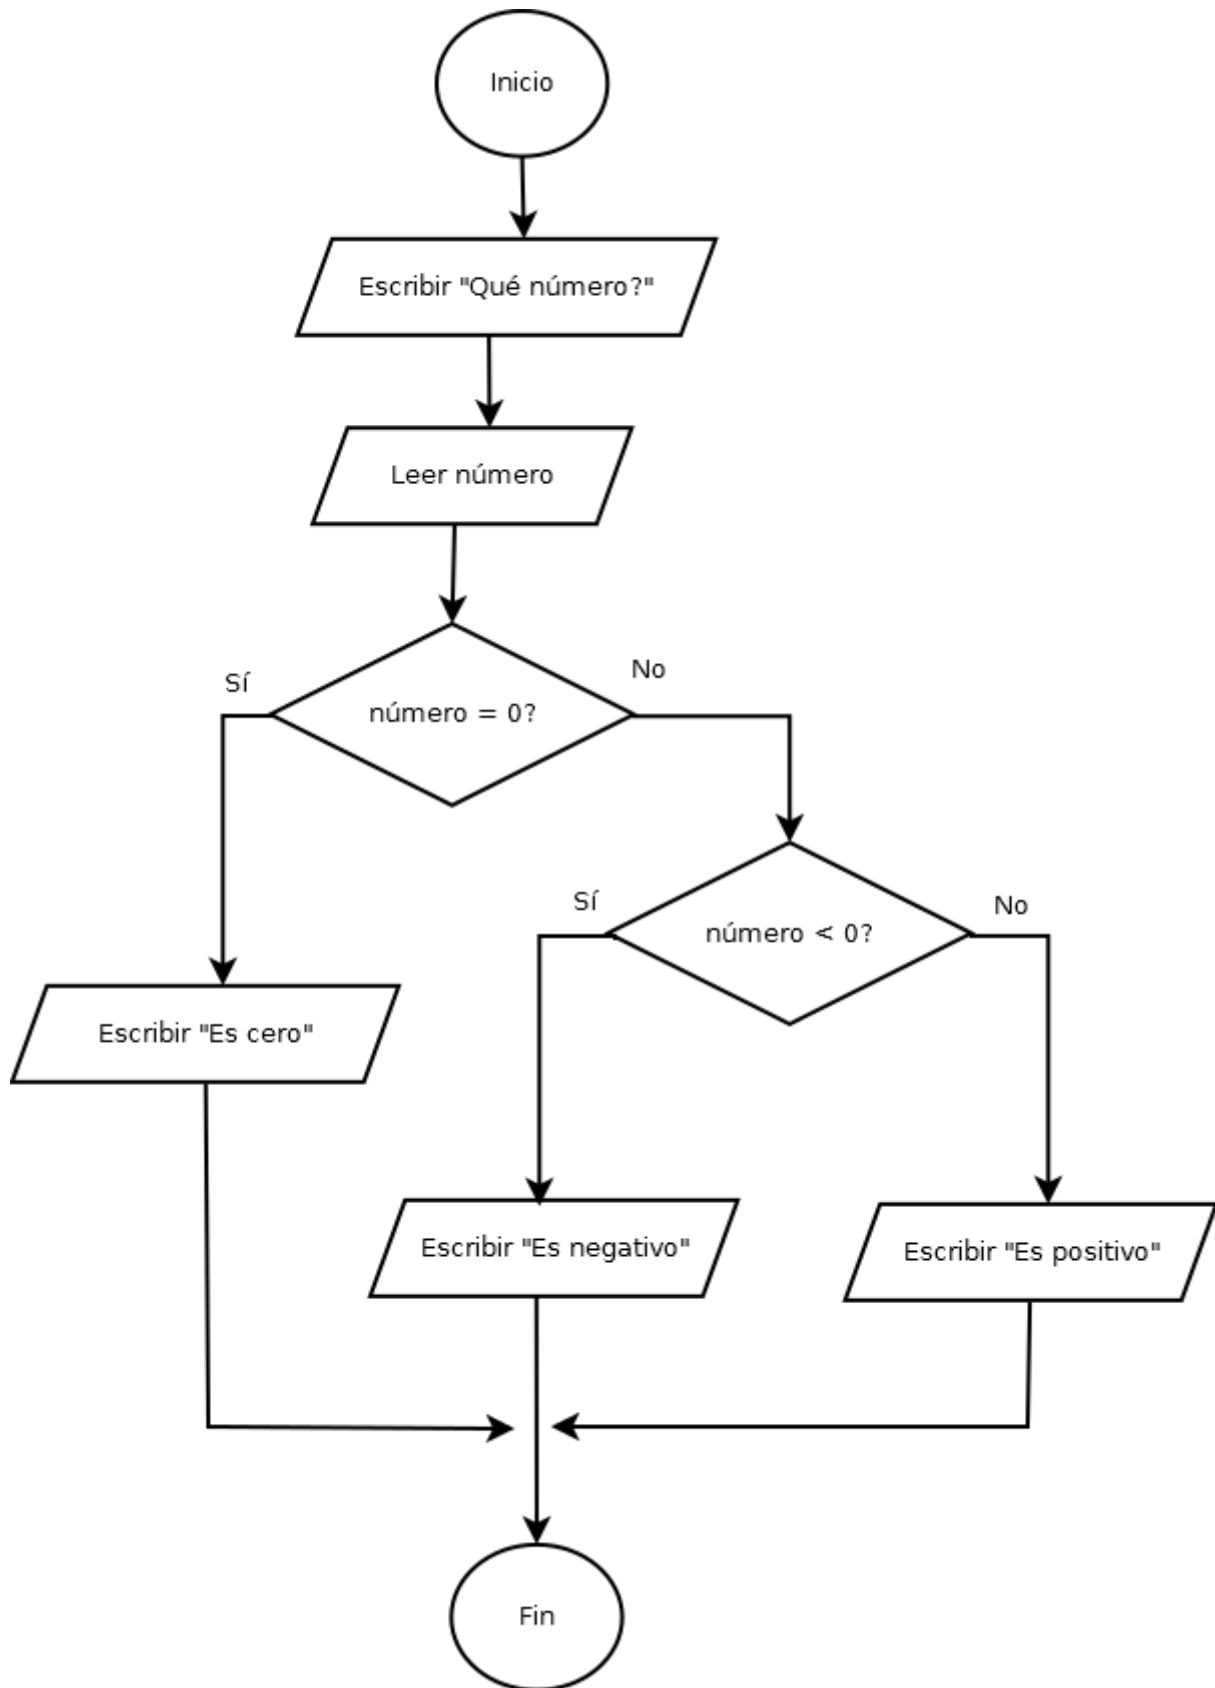 Inicio
Escribir "Qué número?"
Leer número
Sí
No
número = 0?
Sí
No
número < 0?
Escribir "Es cero"
Escribir "Es negativo"
Escribir "Es positivo"
Fin